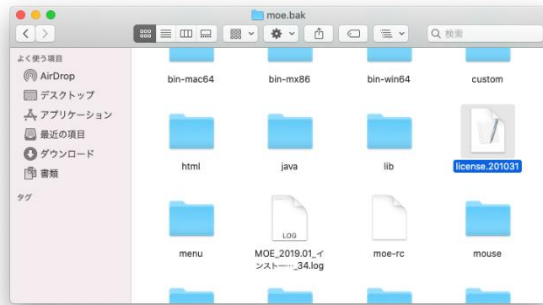 moe.bak
検索
よく使う項目
AirDrop
デスクトップ
アプリケーション
最近の項目
ダウンロード
書類
タグ
bin-mac64
bin-mx86
bin-win64
custom
html
java
lib
license.201031
LOG
menu
MOE_2019.01_イ
ンストー…_34.log
moe-rc
mouse